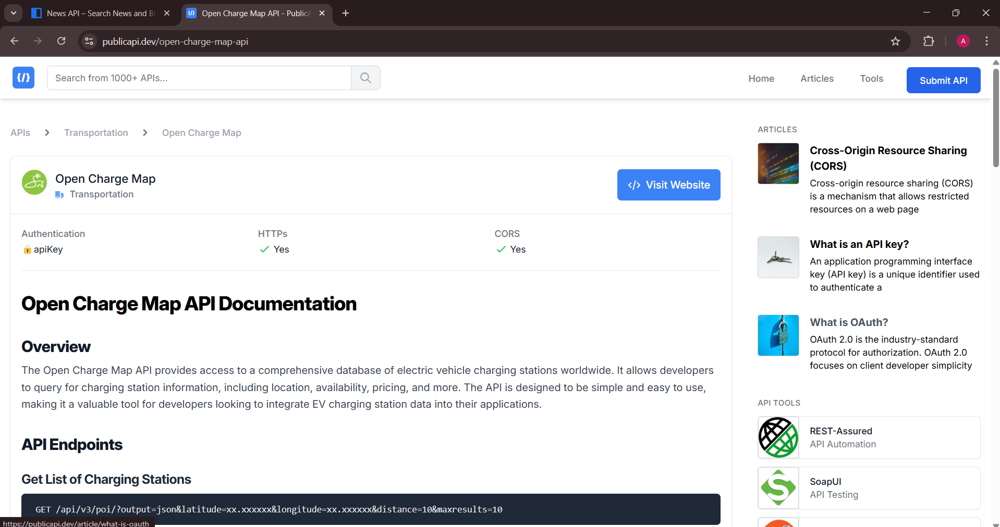 News API – Search News and Bl
Open Charge Map API - PublicA
publicapi.dev/open-charge-map-api
A
{/}
Search from 1000+ APIs...
Home
Articles
Tools
Submit API
APIs
Transportation
Open Charge Map
Open Charge Map
Transportation
</> Visit Website
Authentication
HTTPs
CORS
apiKey
Yes
Yes
Open Charge Map API Documentation
Overview
The Open Charge Map API provides access to a comprehensive database of electric vehicle charging stations worldwide. It allows developers
to query for charging station information, including location, availability, pricing, and more. The API is designed to be simple and easy to use,
making it a valuable tool for developers looking to integrate EV charging station data into their applications.
API Endpoints
Get List of Charging Stations
GET /api/v3/poi/?output=json&latitude=xx.xxxxxx&longitude=xx.xxxxxx&distance=10&maxresults=10
https://publicapi.dev/article/what-is-oauth
ARTICLES
Cross-Origin Resource Sharing
(CORS)
Cross-origin resource sharing (CORS)
is a mechanism that allows restricted
resources on a web page
What is an API key?
An application programming interface
key (API key) is a unique identifier used
to authenticate a
What is OAuth?
OAuth 2.0 is the industry-standard
protocol for authorization. OAuth 2.0
focuses on client developer simplicity
API TOOLS
REST-Assured
API Automation
SoapUI
API Testing